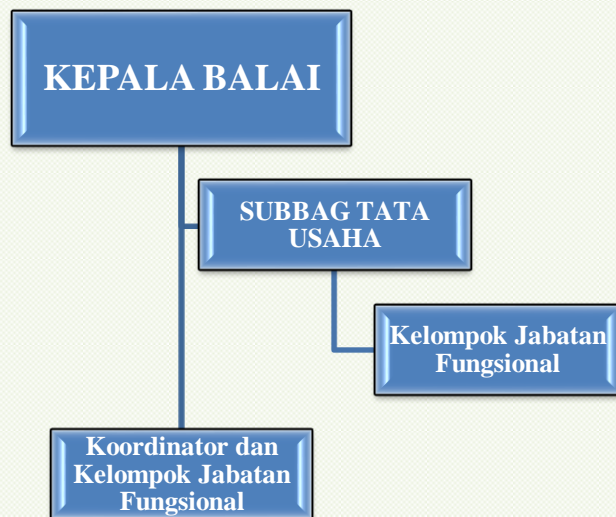 KEPALA BALAI
SUBBAG TATA
USAHA
Kelompok Jabatan
Fungsional
Koordinator dan
Kelompok Jabatan
Fungsional